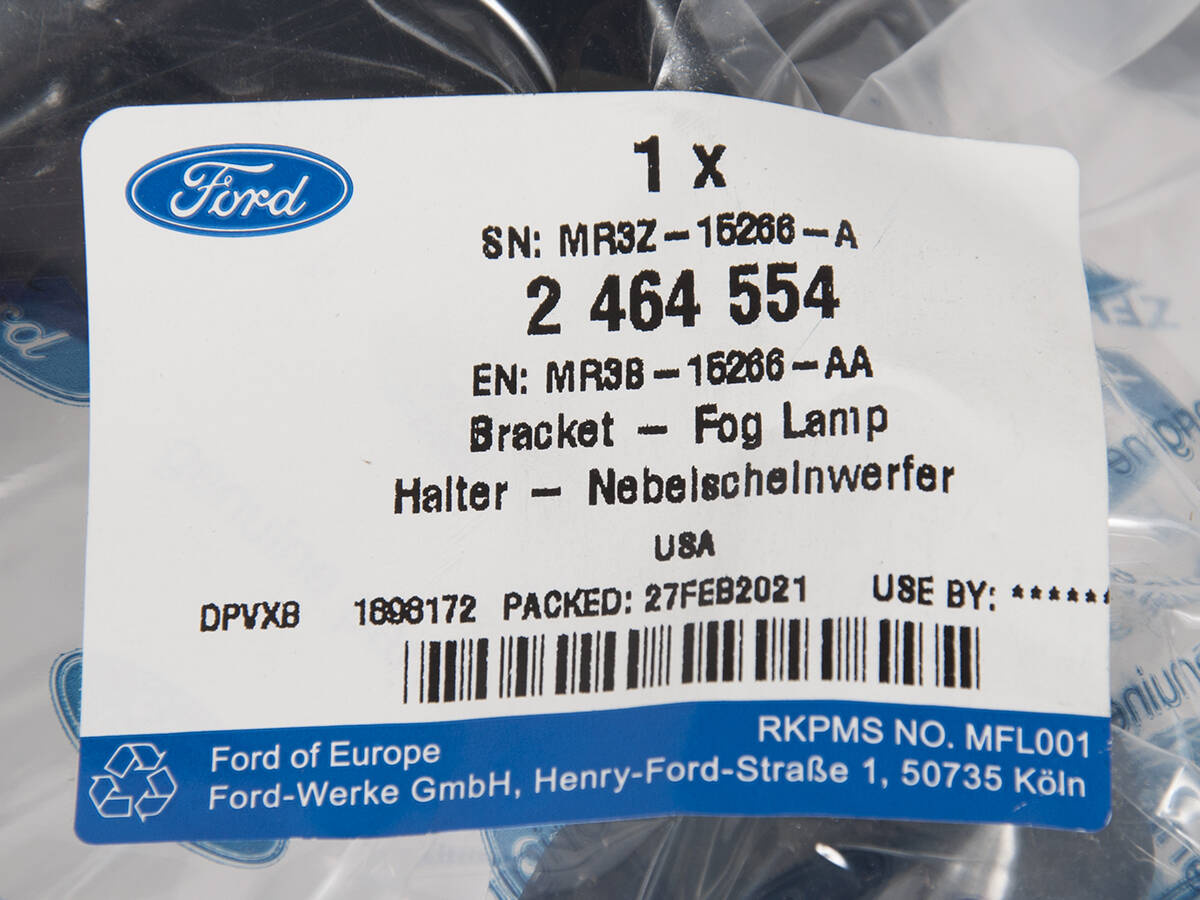 Ford
1 x
SN: MR3Z-15266-A
2 464 554
EN: MR3B-15266-AA
Bracket - Fog Lamp
Halter - Nebelscheinwerfer
USA
DPVXB 1698172 PACKED: 27FEB2021 USE BY: ******
RKPMS NO. MFL001
Ford of Europe
Ford-Werke GmbH, Henry-Ford-Straße 1, 50735 Köln